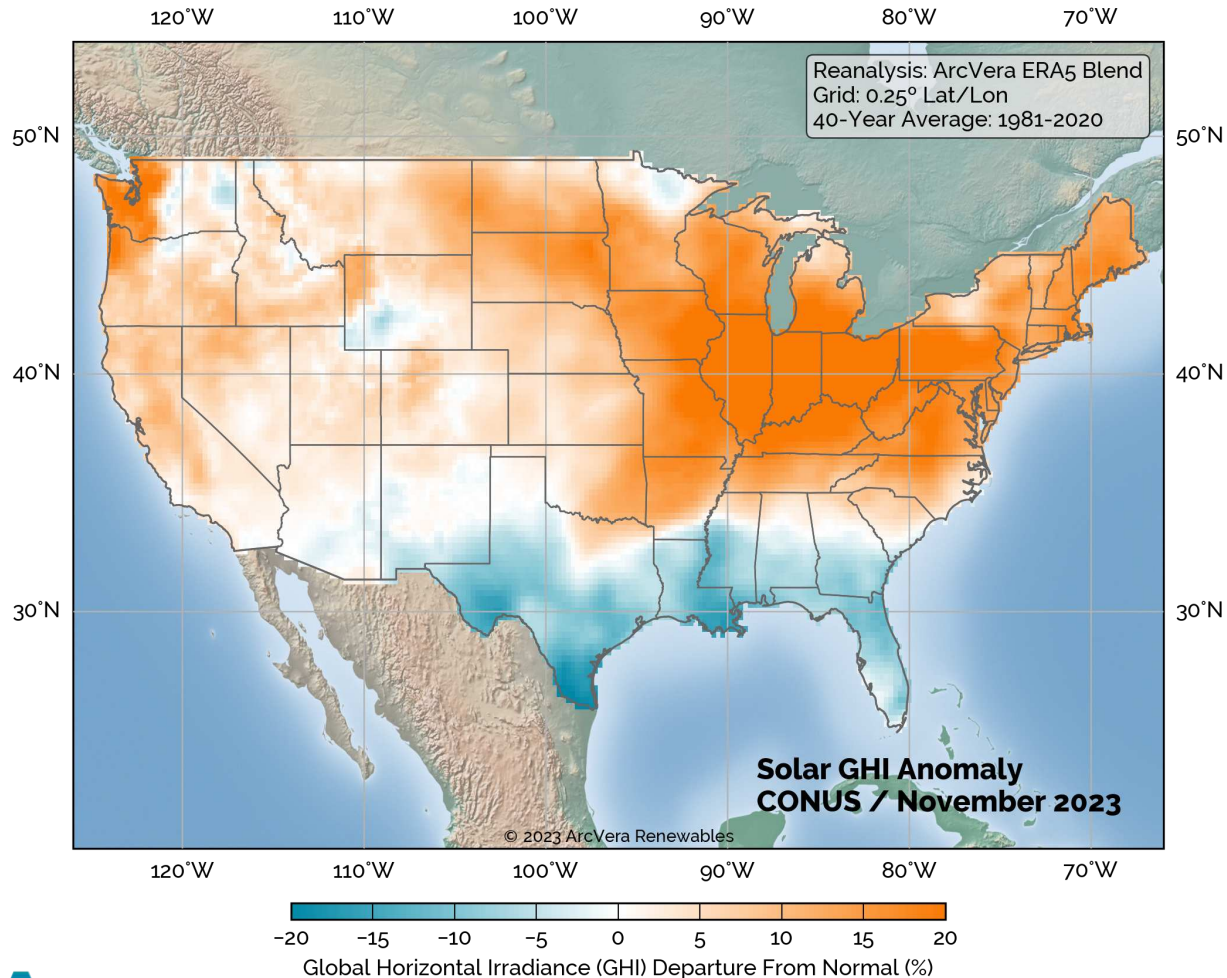 120°W 110°W 100°W 90°W 80°W 70°W
Reanalysis: ArcVera ERA5 Blend
Grid: 0.25º Lat/Lon
40-Year Average: 1981-2020
50°N 50°N
40°N 40°N
30°N 30°N
Solar GHI Anomaly
CONUS / November 2023
© 2023 ArcVera Renewables
120°W 110°W 100°W 90°W 80°W 70°W
−20 −15 −10 −5 0 5 10 15 20
Global Horizontal Irradiance (GHI) Departure From Normal (%)